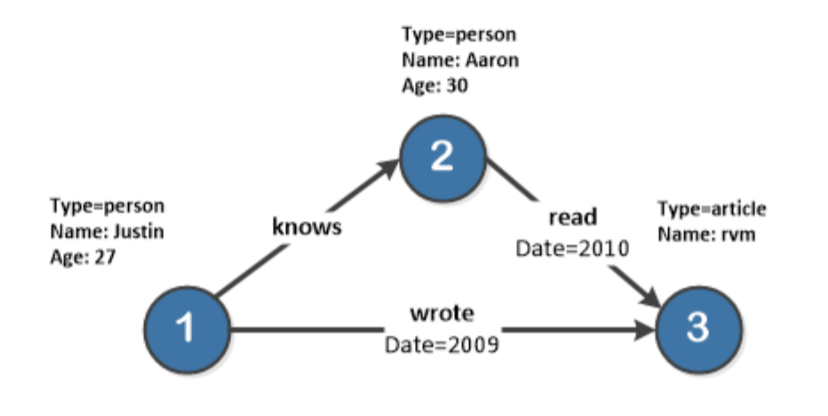 Type=person
Name: Aaron
Age: 30
2
Type=person
Name: Justin
Age: 27
knows
read
Date=2010
Type=article
Name: rvm
1
wrote
Date=2009
3